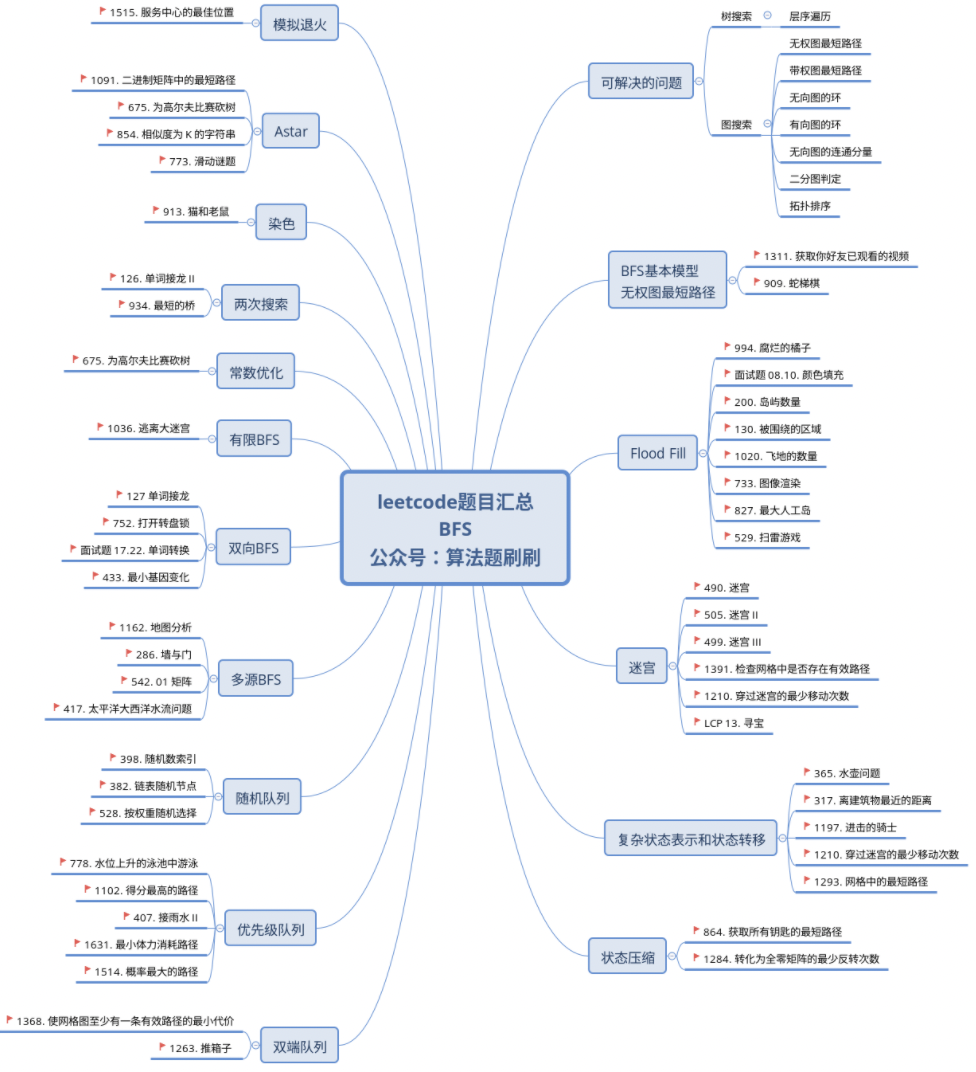 leetcode题目汇总
BFS
公众号：算法题刷刷
可解决的问题
树搜索
层序遍历
图搜索
无权图最短路径
带权图最短路径
无向图的环
有向图的环
无向图的连通分量
二分图判定
拓扑排序
BFS基本模型
无权图最短路径
1311. 获取你好友已观看的视频
909. 蛇梯棋
Flood Fill
994. 腐烂的橘子
面试题 08.10. 颜色填充
200. 岛屿数量
130. 被围绕的区域
1020. 飞地的数量
733. 图像渲染
827. 最大人工岛
529. 扫雷游戏
迷宫
490. 迷宫
505. 迷宫 II
499. 迷宫 III
1391. 检查网格中是否存在有效路径
1210. 穿过迷宫的最少移动次数
LCP 13. 寻宝
复杂状态表示和状态转移
365. 水壶问题
317. 离建筑物最近的距离
1197. 进击的骑士
1210. 穿过迷宫的最少移动次数
1293. 网格中的最短路径
状态压缩
864. 获取所有钥匙的最短路径
1284. 转化为全零矩阵的最少反转次数
模拟退火
1515. 服务中心的最佳位置
Astar
1091. 二进制矩阵中的最短路径
675. 为高尔夫比赛砍树
854. 相似度为 K 的字符串
773. 滑动谜题
染色
913. 猫和老鼠
两次搜索
126. 单词接龙 II
934. 最短的桥
常数优化
675. 为高尔夫比赛砍树
有限BFS
1036. 逃离大迷宫
双向BFS
127 单词接龙
752. 打开转盘锁
面试题 17.22. 单词转换
433. 最小基因变化
多源BFS
1162. 地图分析
286. 墙与门
542. 01 矩阵
417. 太平洋大西洋水流问题
随机队列
398. 随机数索引
382. 链表随机节点
528. 按权重随机选择
优先级队列
778. 水位上升的泳池中游泳
1102. 得分最高的路径
407. 接雨水 II
1631. 最小体力消耗路径
1514. 概率最大的路径
双端队列
1368. 使网格图至少有一条有效路径的最小代价
1263. 推箱子